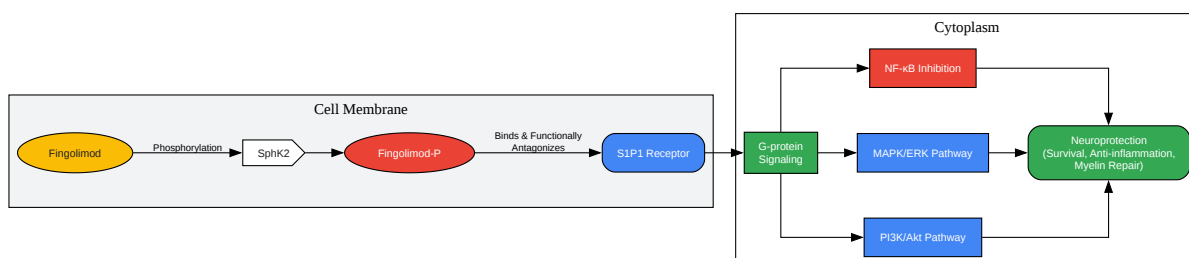 Cytoplasm
NF-κB Inhibition
Cell Membrane
Fingolimod
Phosphorylation
SphK2
Fingolimod-P
Binds & Functionally
Antagonizes
S1P1 Receptor
G-protein
Signaling
MAPK/ERK Pathway
Neuroprotection
(Survival, Anti-inflammation,
Myelin Repair)
PI3K/Akt Pathway